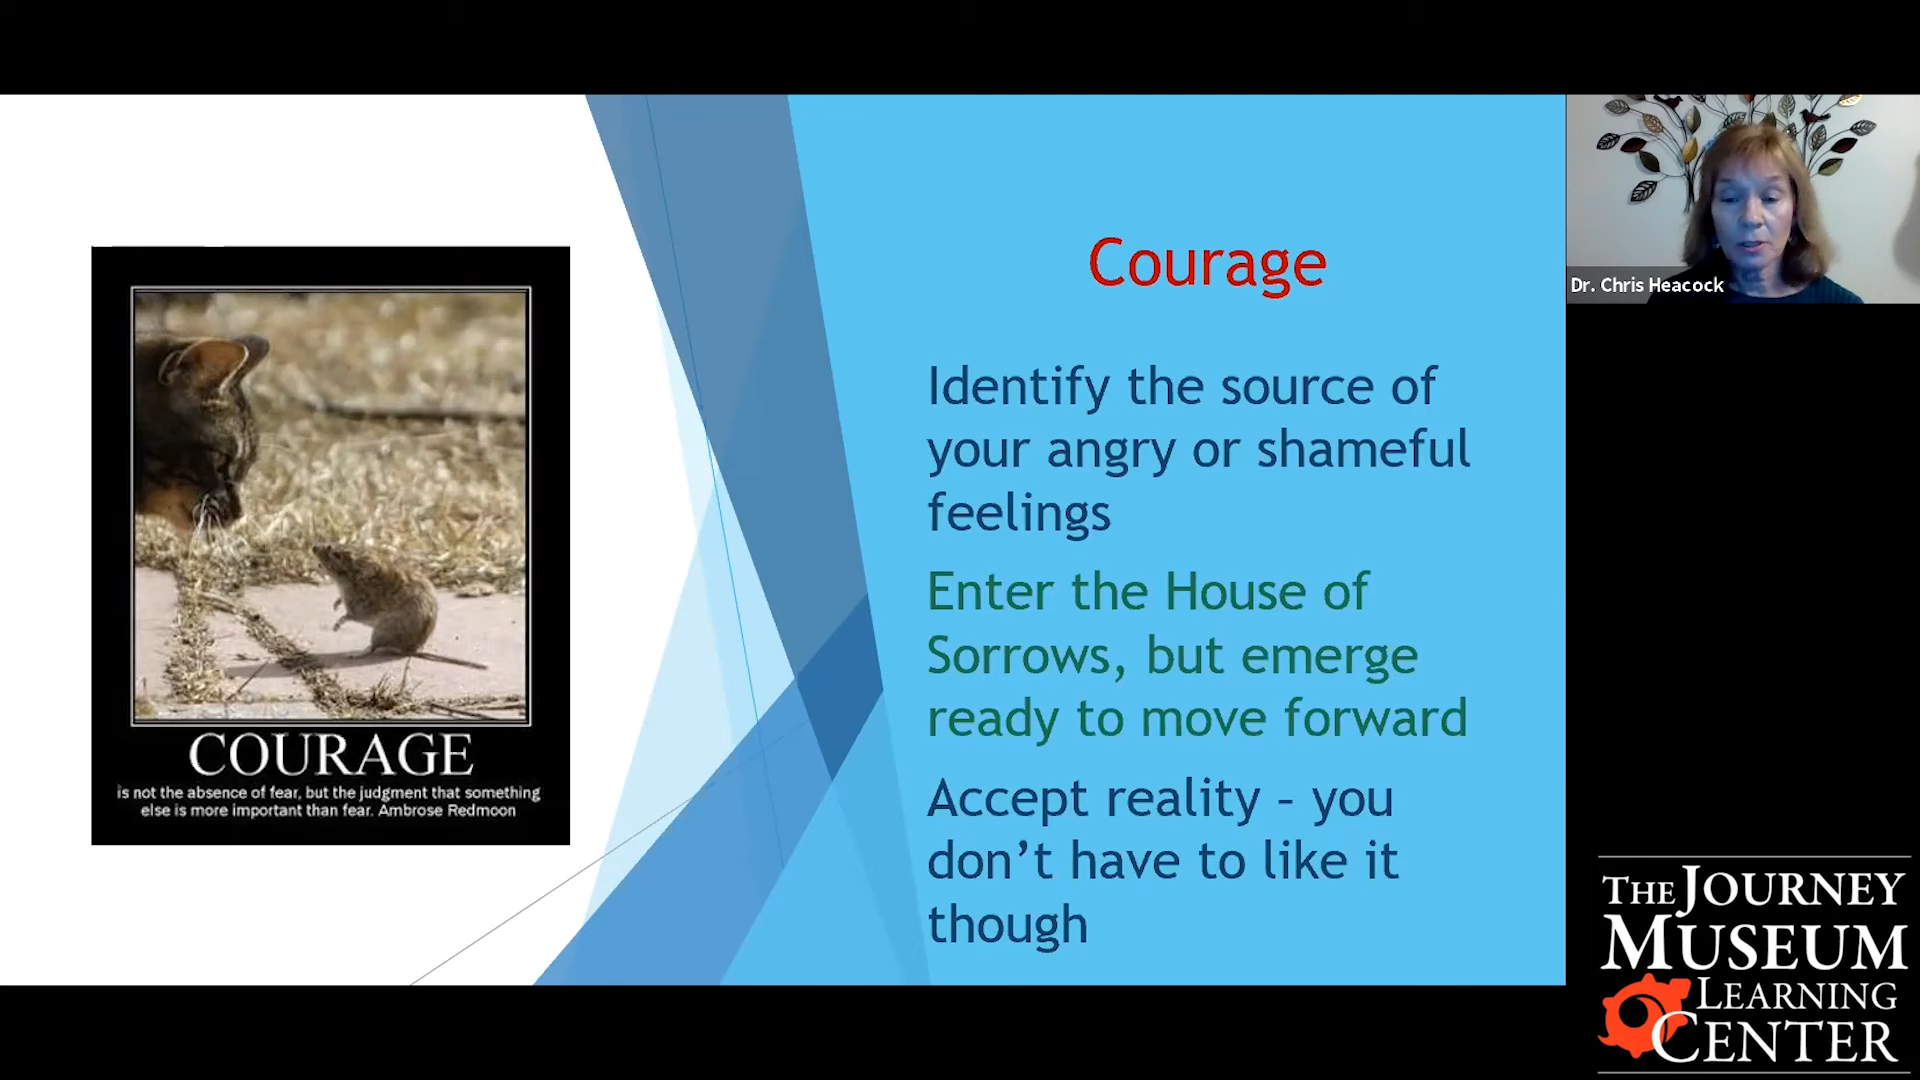 COURAGE
is not the absence of fear, but the judgment that something
else is more important than fear. Ambrose Redmoon
Courage
Identify the source of
your angry or shameful
feelings
Enter the House of
Sorrows, but emerge
ready to move forward
Accept reality – you
don’t have to like it
though
Dr. Chris Heacock
THE JOURNEY
MUSEUM
LEARNING
CENTER